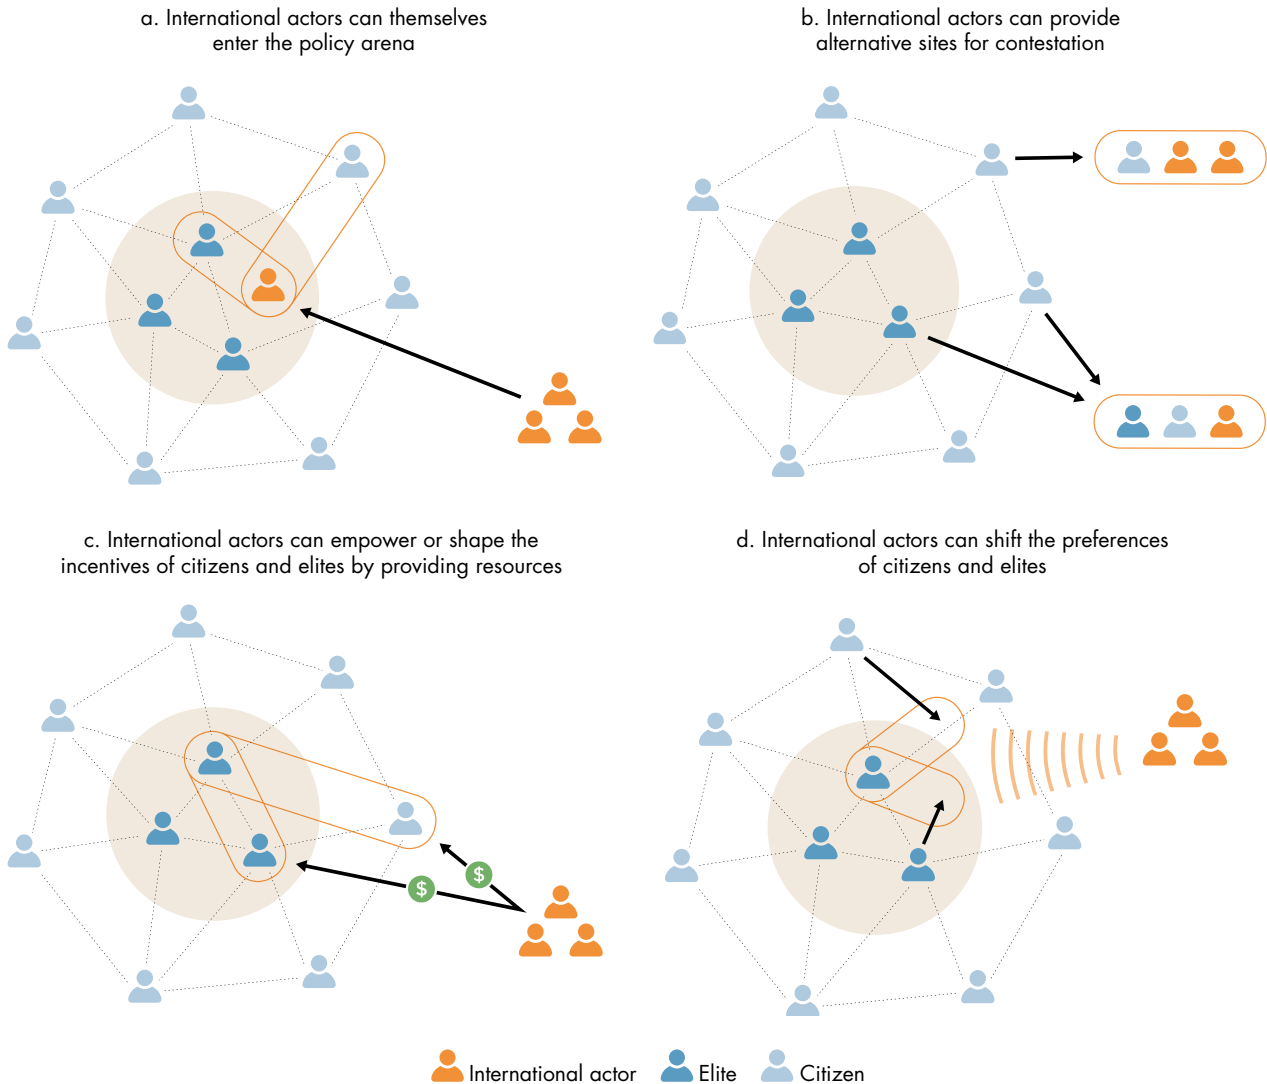 a. International actors can themselves
enter the policy arena
b. International actors can provide
alternative sites for contestation
c. International actors can empower or shape the
incentives of citizens and elites by providing resources
$
$
d. International actors can shift the preferences
of citizens and elites
International actor
Elite
Citizen